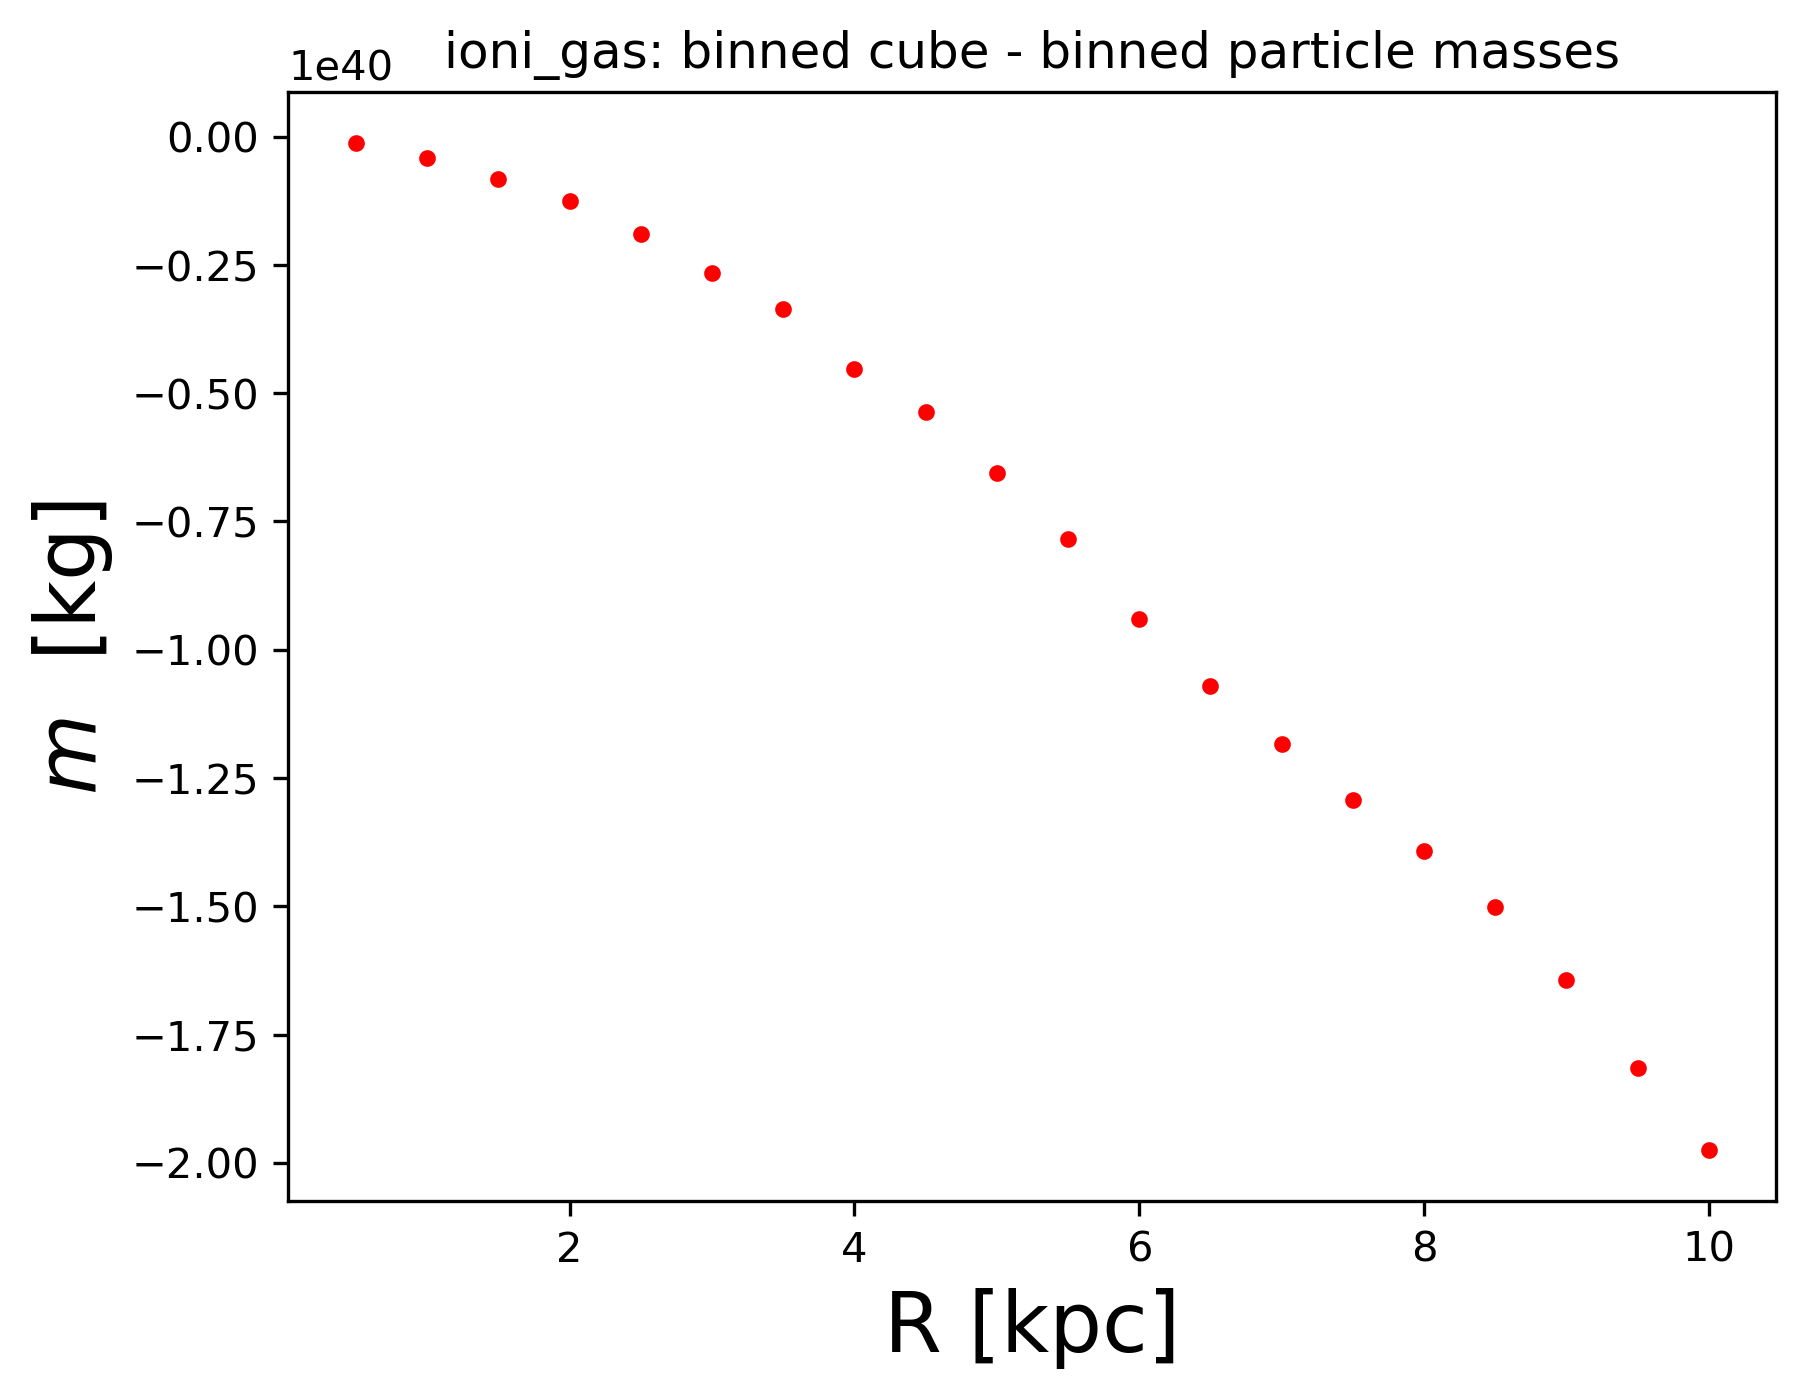 ioni_gas: binned cube - binned particle masses
1e40
0.00
−0.25
−0.50
−0.75
−1.00
−1.25
−1.50
−1.75
−2.00
m [kg]
2 4 6 8 10
R [kpc]